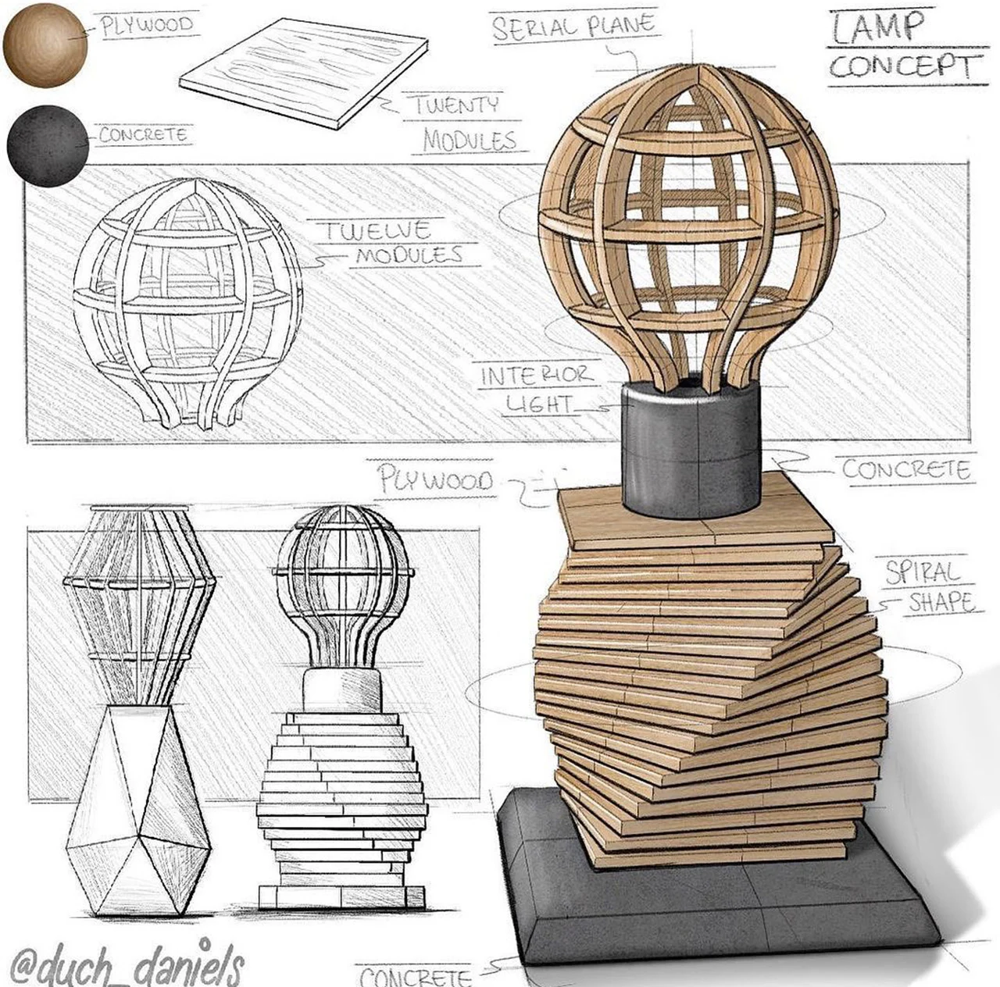 PLYWOOD
CONCRETE
TWENTY
MODULES
SERIAL PLANE
LAMP
CONCEPT
TWELVE
MODULES
INTERIOR
LIGHT
PLYWOOD
CONCRETE
SPIRAL
SHAPE
CONCRETE
@duch_daniels